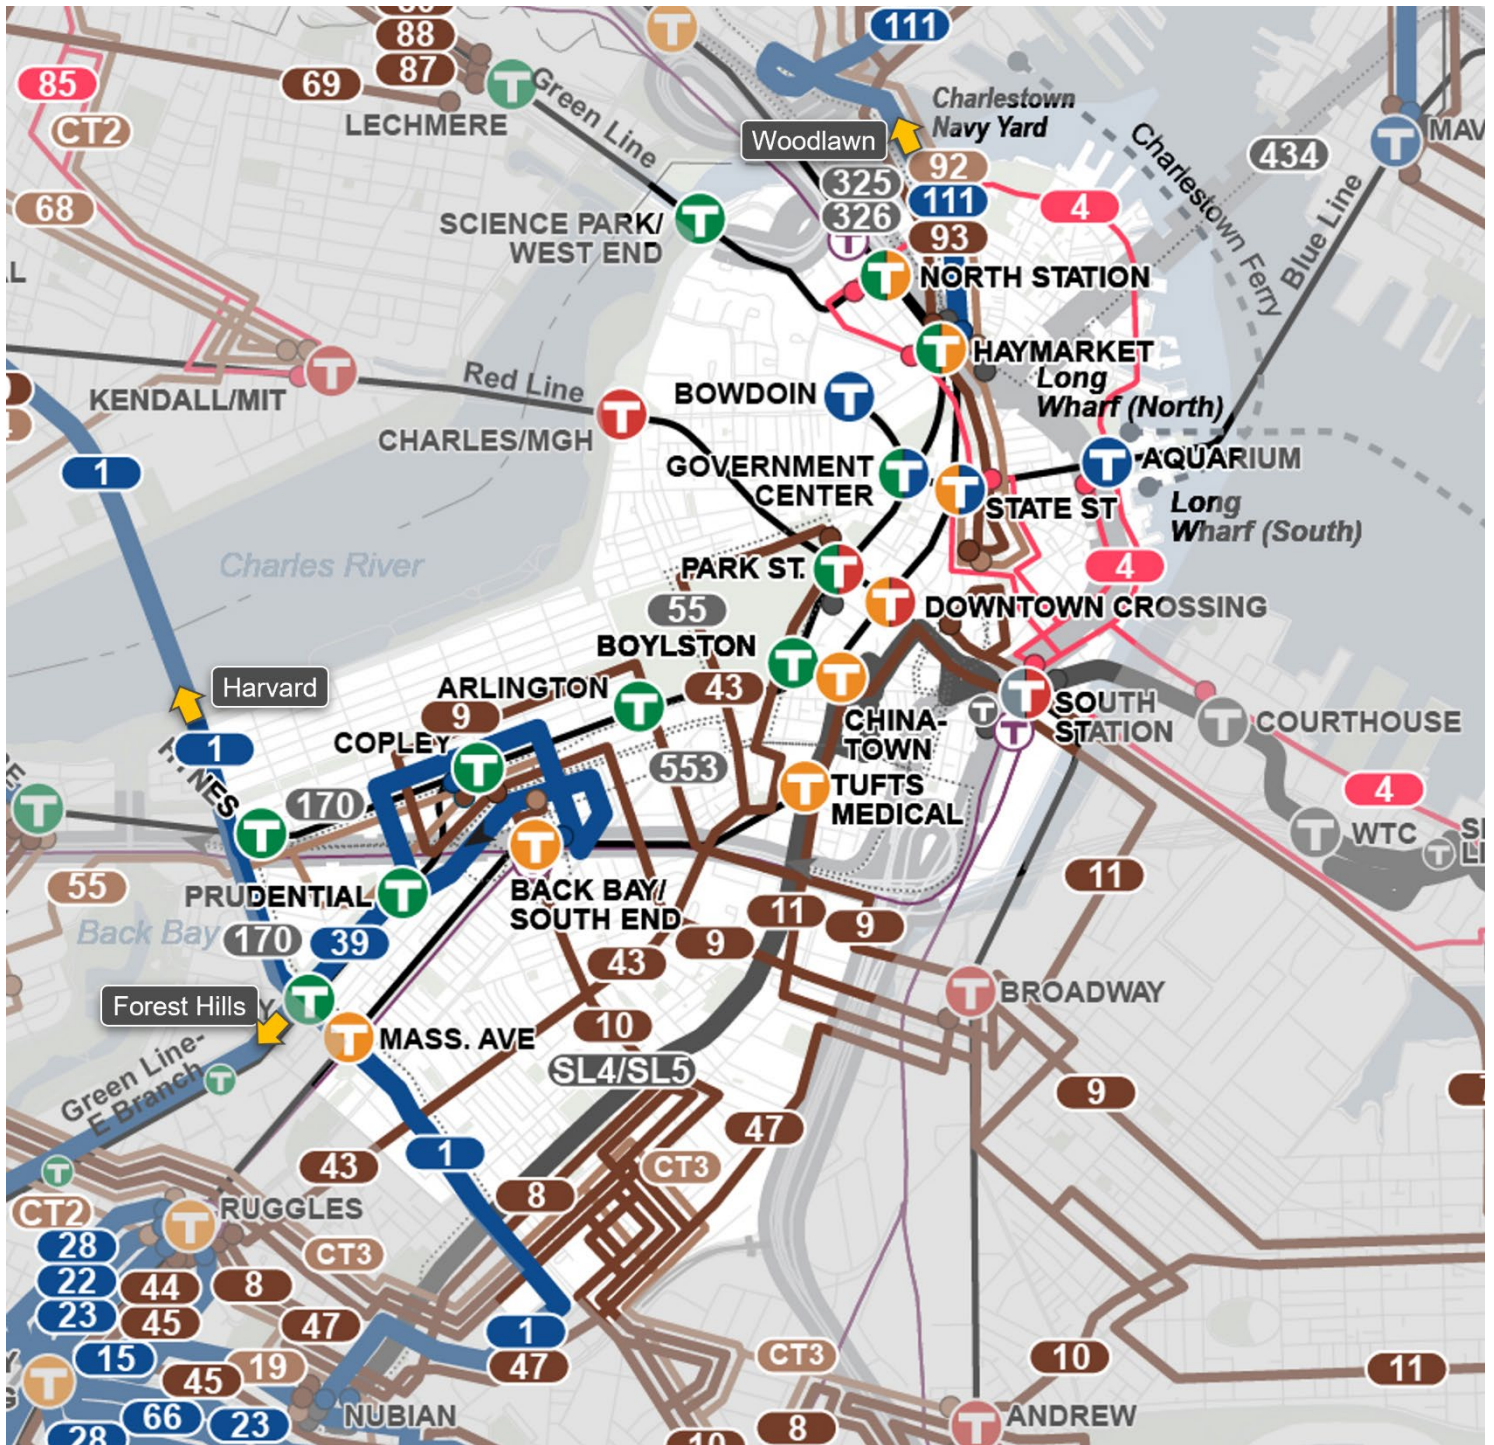 88
87
69
85
CT2
68
LECHMERE
Green Line
111
Charlestown
Navy Yard
Woodlawn
92
325
111
326
93
4
Charlestown Ferry
434
Blue Line
SCIENCE PARK/
WEST END
NORTH STATION
HAYMARKET
Long
Wharf (North)
KENDALL/MIT
Red Line
CHARLES/MGH
BOWDOIN
GOVERNMENT
CENTER
AQUARIUM
STATE ST
Long
Wharf (South)
1
Charles River
PARK ST.
55
DOWNTOWN CROSSING
4
BOYLSTON
43
Harvard
ARLINGTON
9
COPLEY
1
170
553
CHINA-
TOWN
TUFTS
MEDICAL
SOUTH
STATION
COURTHOUSE
4
WTC
55
Back Bay
PRUDENTIAL
170
39
BACK BAY/
SOUTH END
11
9
9
43
10
11
BROADWAY
Forest Hills
MASS. AVE
SL4/SL5
Green Line-
E Branch
9
47
43
1
8
CT3
CT2
RUGGLES
28
22
23
44
45
8
CT3
47
1
47
15
45
19
66
23
28
NUBIAN
CT3
10
11
8
10
ANDREW